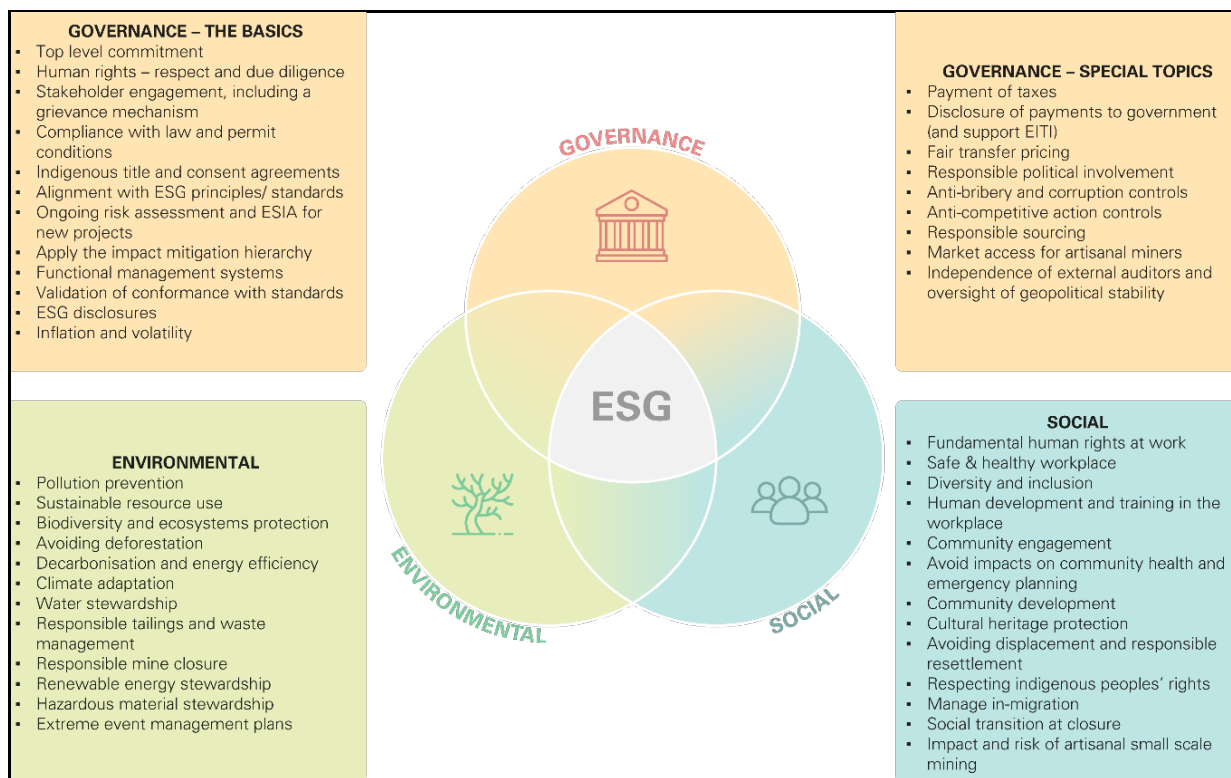 GOVERNANCE – THE BASICS
▪ Top level commitment
▪ Human rights – respect and due diligence
▪ Stakeholder engagement, including a
grievance mechanism
▪ Compliance with law and permit
conditions
▪ Indigenous title and consent agreements
▪ Alignment with ESG principles/ standards
▪ Ongoing risk assessment and ESIA for
new projects
▪ Apply the impact mitigation hierarchy
▪ Functional management systems
▪ Validation of conformance with standards
▪ ESG disclosures
▪ Inflation and volatility
GOVERNANCE – SPECIAL TOPICS
▪ Payment of taxes
▪ Disclosure of payments to government
(and support EITI)
▪ Fair transfer pricing
▪ Responsible political involvement
▪ Anti-bribery and corruption controls
▪ Anti-competitive action controls
▪ Responsible sourcing
▪ Market access for artisanal miners
▪ Independence of external auditors and
oversight of geopolitical stability
GOVERNANCE
ESG
ENVIRONMENTAL
SOCIAL
ENVIRONMENTAL
▪ Pollution prevention
▪ Sustainable resource use
▪ Biodiversity and ecosystems protection
▪ Avoiding deforestation
▪ Decarbonisation and energy efficiency
▪ Climate adaptation
▪ Water stewardship
▪ Responsible tailings and waste
management
▪ Responsible mine closure
▪ Renewable energy stewardship
▪ Hazardous material stewardship
▪ Extreme event management plans
SOCIAL
▪ Fundamental human rights at work
▪ Safe & healthy workplace
▪ Diversity and inclusion
▪ Human development and training in the
workplace
▪ Community engagement
▪ Avoid impacts on community health and
emergency planning
▪ Community development
▪ Cultural heritage protection
▪ Avoiding displacement and responsible
resettlement
▪ Respecting indigenous peoples’ rights
▪ Manage in-migration
▪ Social transition at closure
▪ Impact and risk of artisanal small scale
mining